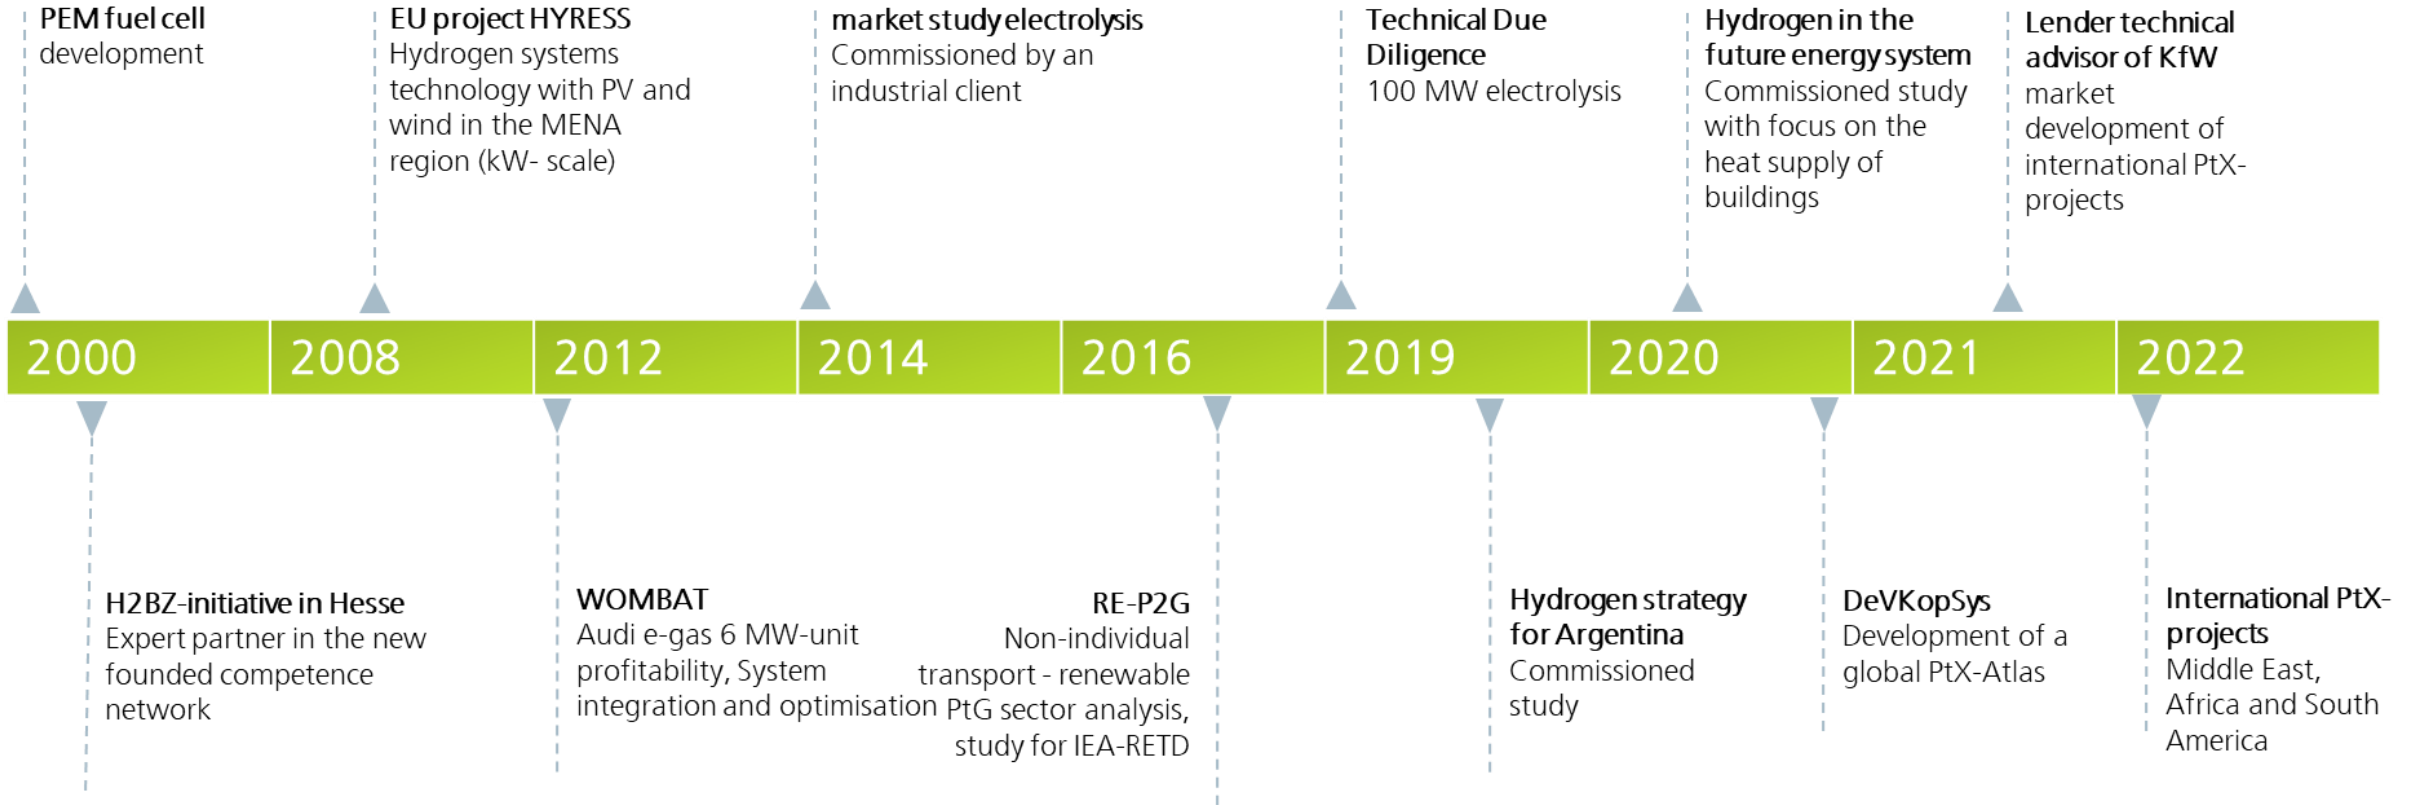 PEM fuel cell
development
EU project HYRESS
Hydrogen systems
technology with PV and
wind in the MENA
region (kW- scale)
market study electrolysis
Commissioned by an
industrial client
Technical Due
Diligence
100 MW electrolysis
Hydrogen in the
future energy system
Commissioned study
with focus on the
heat supply of
buildings
Lender technical
advisor of KfW
market
development of
international PtX-
projects
2000
2008
2012
2014
2016
2019
2020
2021
2022
H2BZ-initiative in Hesse
Expert partner in the new
founded competence
network
WOMBAT
Audi e-gas 6 MW-unit
profitability, System
integration and optimisation
RE-P2G
Non-individual
transport - renewable
PtG sector analysis,
study for IEA-RETD
Hydrogen strategy
for Argentina
Commissioned
study
DeVKopSys
Development of a
global PtX-Atlas
International PtX-
projects
Middle East,
Africa and South
America